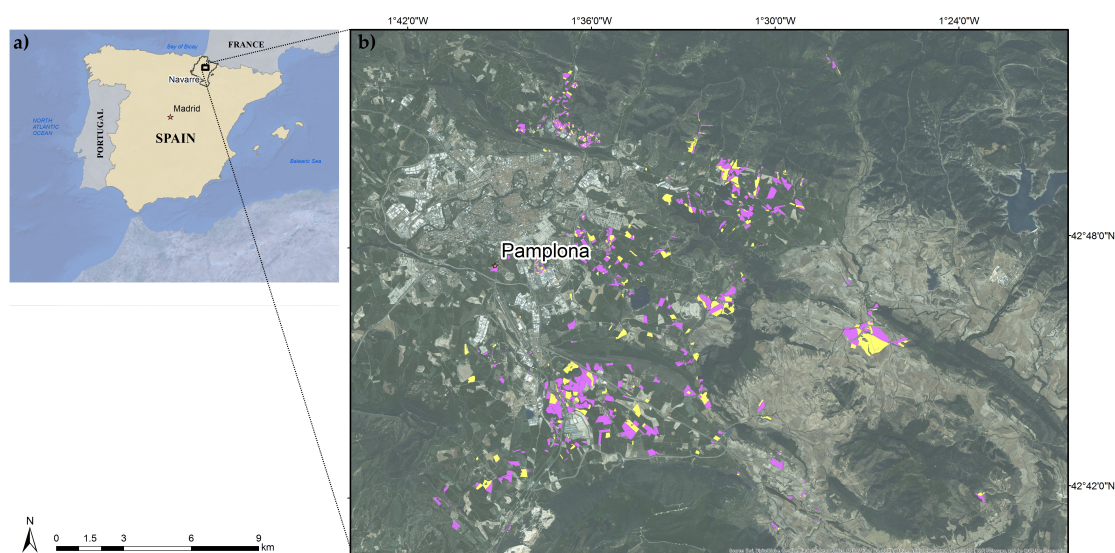 1°42'0"W 1°36'0"W 1°30'0"W 1°24'0"W
a)
b)
Bay of Biscay
FRANCE
Navarre
Madrid
NORTH
ATLANTIC
OCEAN
PORTUGAL
SPAIN
Balearic Sea
Pamplona
42°48'0"N
42°42'0"N
N
0 1.5 3 6 9
km